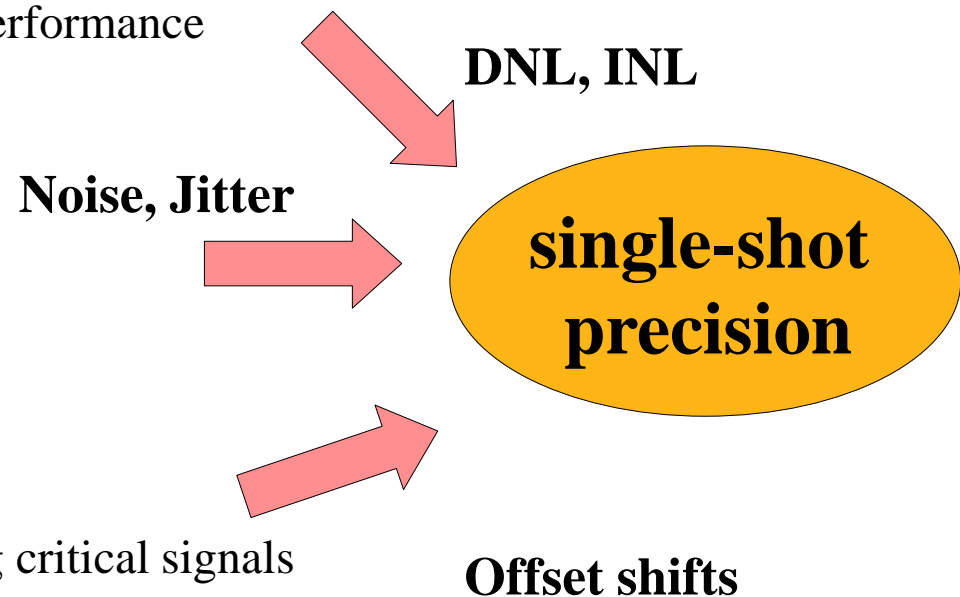 erformance
DNL, INL
Noise, Jitter
single-shot
precision
critical signals
Offset shifts